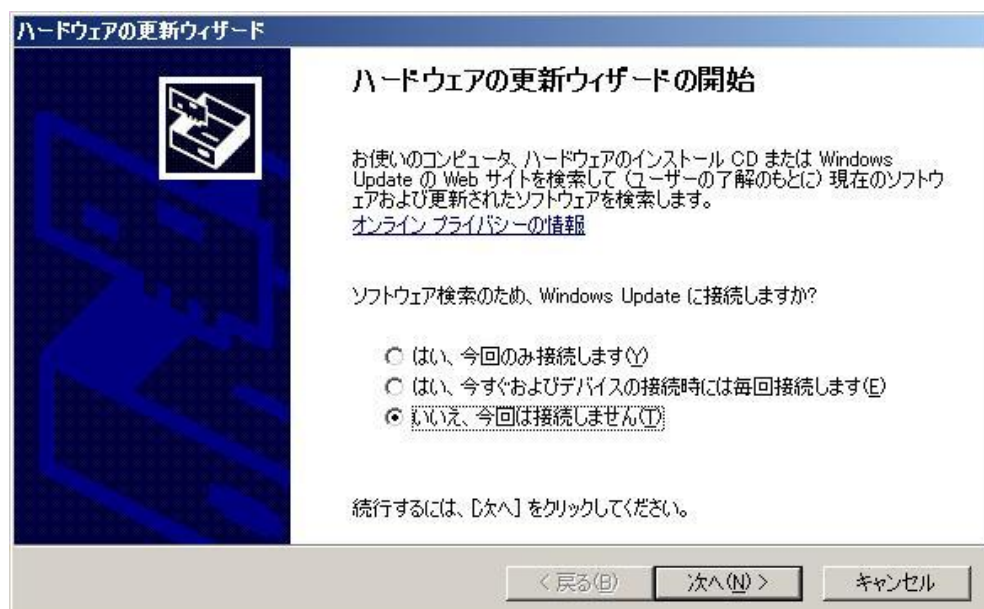 ハードウェアの更新ウィザード
ハードウェアの更新ウィザードの開始
お使いのコンピュータ、ハードウェアのインストール CD または Windows
Update の Web サイトを検索して (ユーザーの了解のもとに) 現在のソフトウ
ェアおよび更新されたソフトウェアを検索します。
オンライン プライバシーの情報
ソフトウェア検索のため、Windows Update に接続しますか?
はい、今回のみ接続します(Y)
はい、今すぐおよびデバイスの接続時には毎回接続します(E)
いいえ、今回は接続しません(T)
続行するには、[次へ] をクリックしてください。
< 戻る(B) 次へ(N) > キャンセル